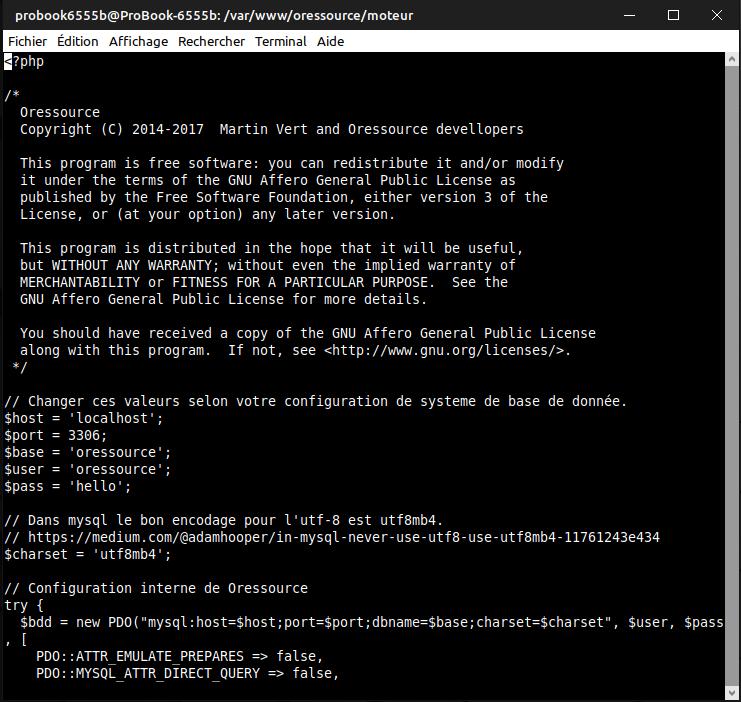 probook6555b@ProBook-6555b: /var/www/oressource/moteur
Fichier Édition Affichage Rechercher Terminal Aide
<?php
/*
Oressource
Copyright (C) 2014-2017  Martin Vert and Oressource devellopers
This program is free software: you can redistribute it and/or modify
it under the terms of the GNU Affero General Public License as
published by the Free Software Foundation, either version 3 of the
License, or (at your option) any later version.
This program is distributed in the hope that it will be useful,
but WITHOUT ANY WARRANTY; without even the implied warranty of
MERCHANTABILITY or FITNESS FOR A PARTICULAR PURPOSE.  See the
GNU Affero General Public License for more details.
You should have received a copy of the GNU Affero General Public License
along with this program.  If not, see <http://www.gnu.org/licenses/>.
*/
// Changer ces valeurs selon votre configuration de systeme de base de donnée.
$host = 'localhost';
$port = 3306;
$base = 'oressource';
$user = 'oressource';
$pass = 'hello';
// Dans mysql le bon encodage pour l'utf-8 est utf8mb4.
// https://medium.com/@adamhooper/in-mysql-never-use-utf8-use-utf8mb4-11761243e434
$charset = 'utf8mb4';
// Configuration interne de Oressource
try {
$bdd = new PDO("mysql:host=$host;port=$port;dbname=$base;charset=$charset", $user, $pass
, [
PDO::ATTR_EMULATE_PREPARES => false,
PDO::MYSQL_ATTR_DIRECT_QUERY => false,